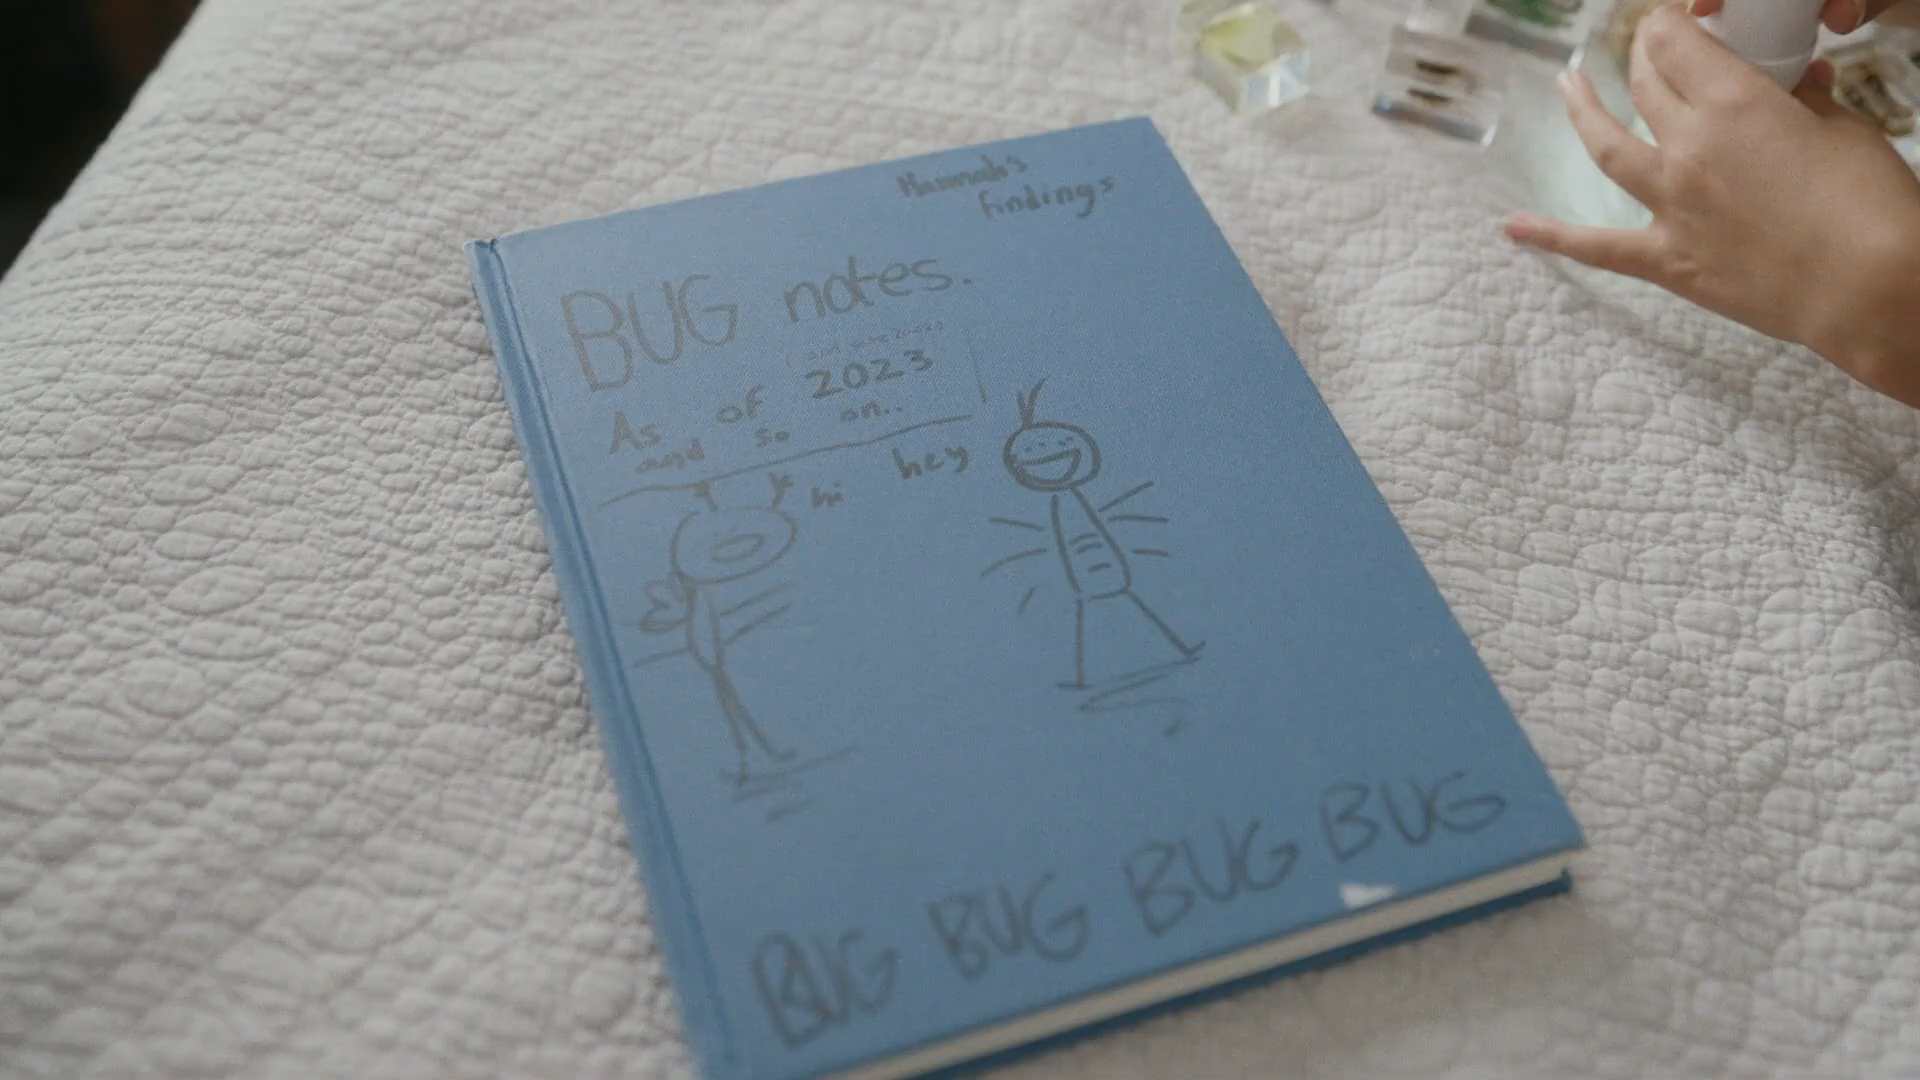 Hannah's
findings
BUG notes.
As of 2023
and so on..
hi
hey
BUG BUG BUG BUG